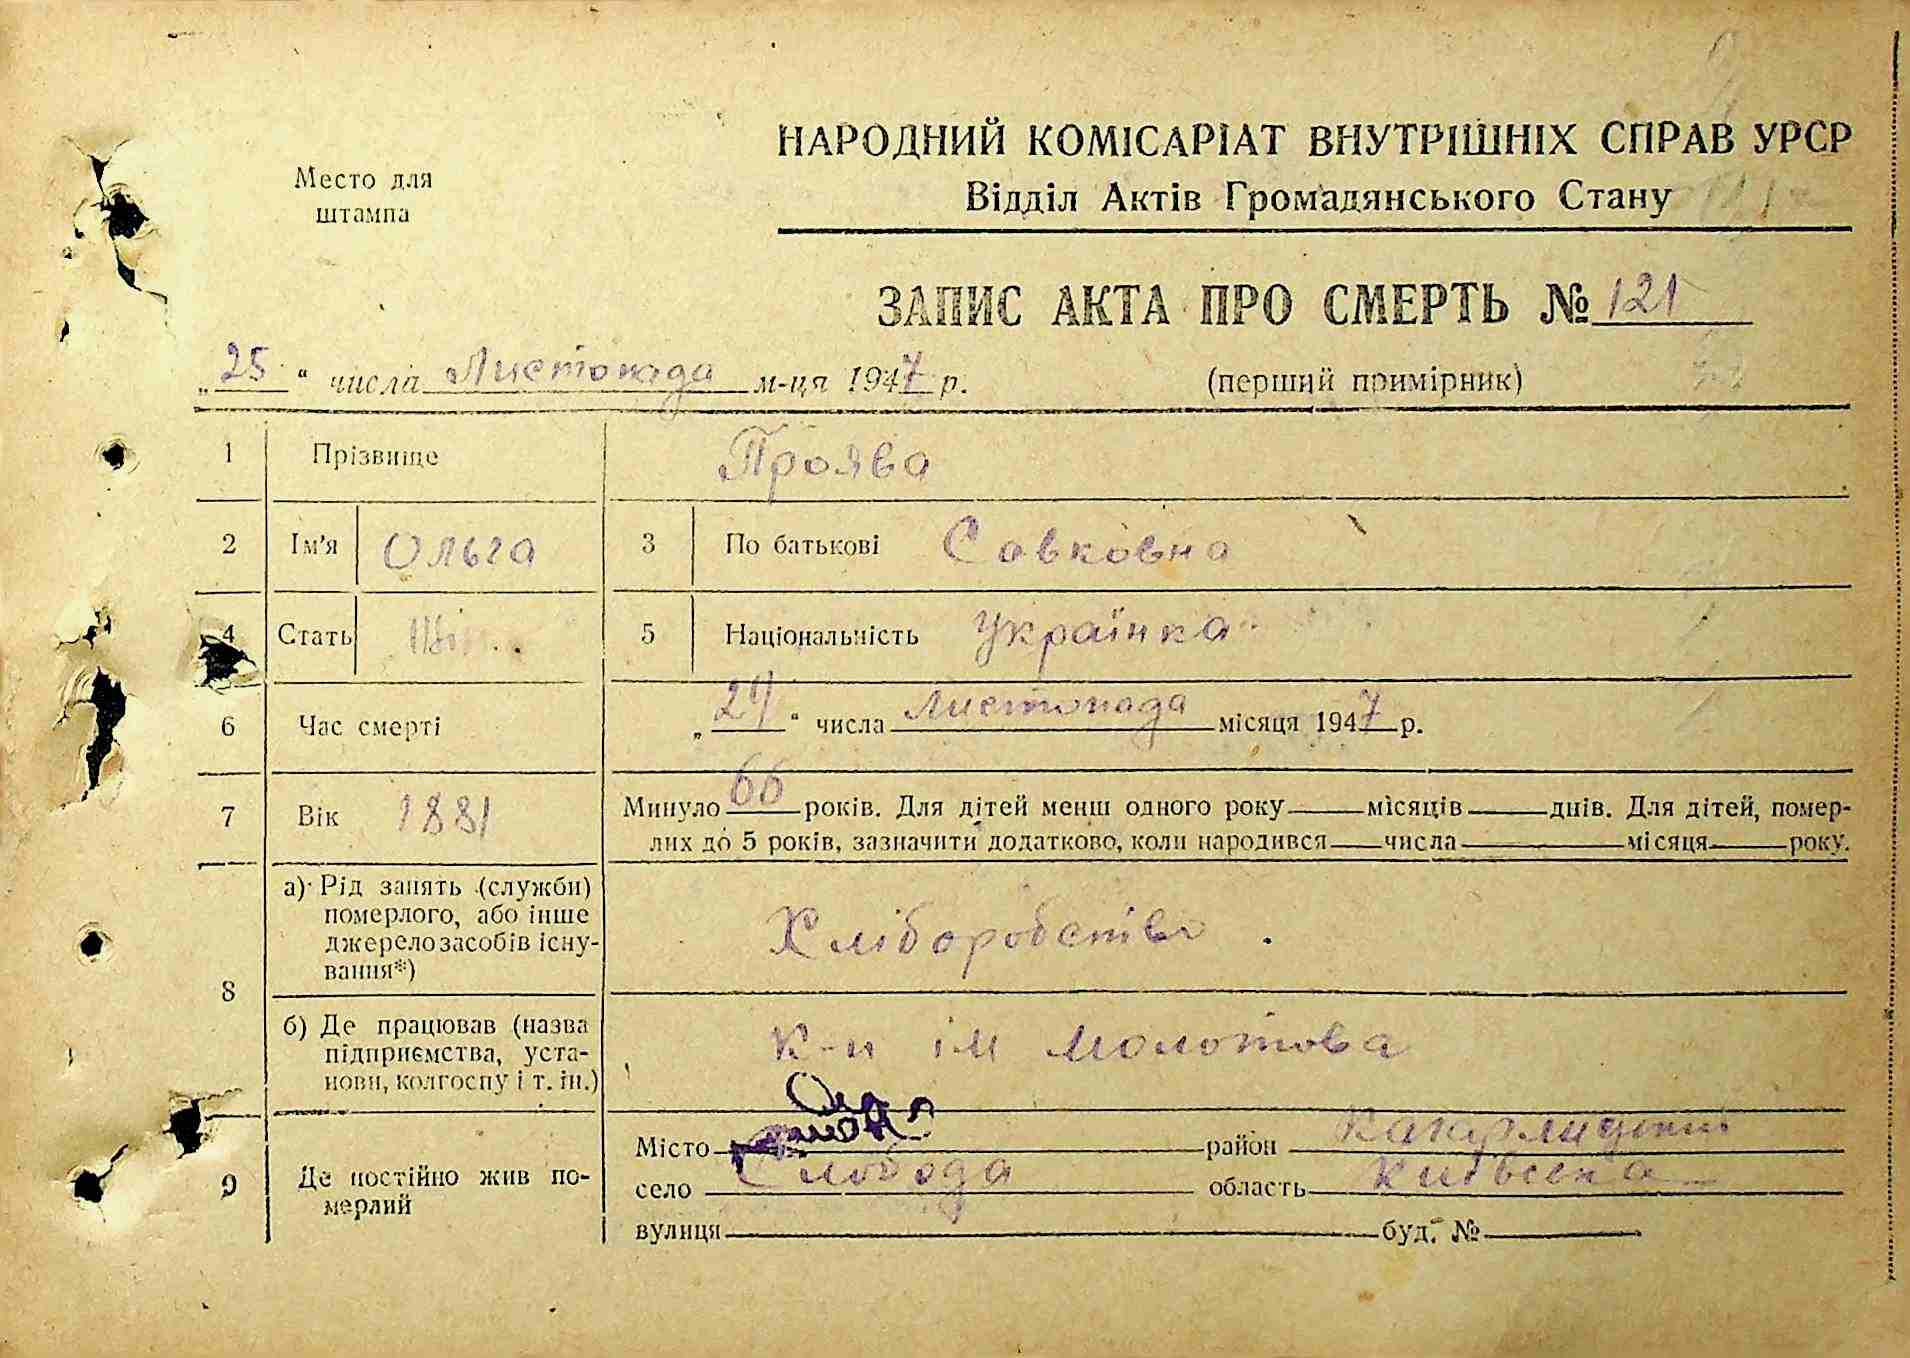 Место для
штампа
НАРОДНИЙ КОМІСАРІАТ ВНУТРІШНІХ СПРАВ УРСР
Відділ Актів Громадянського Стану
ЗАПИС АКТА ПРО СМЕРТЬ № 121
„25“ числа Листопада м-ця 1947 р. (перший примірник)
1 Прізвище Проява
2 Ім'я Ольга 3 По батькові Совковна
4 Стать 5 Національність Українка
6 Час смерті „24“ числа листопада місяця 1947 р.
7 Вік 1881 Минуло 66 років. Для дітей менш одного року місяців днів. Для дітей, помер-
лих до 5 років, зазначити додатково, коли народився числа місяця року.
8 а) Рід занять (служби)
померлого, або інше
джерело засобів існу-
вання*)
Хліборобство
б) Де працював (назва
підприємства, уста-
нови, колгоспу і т. ін.)
к-п ім молотова
9 Де постійно жив по-
мерлий
Місто район Кагарлицький
село Слобода область Київська
вулиця буд. №